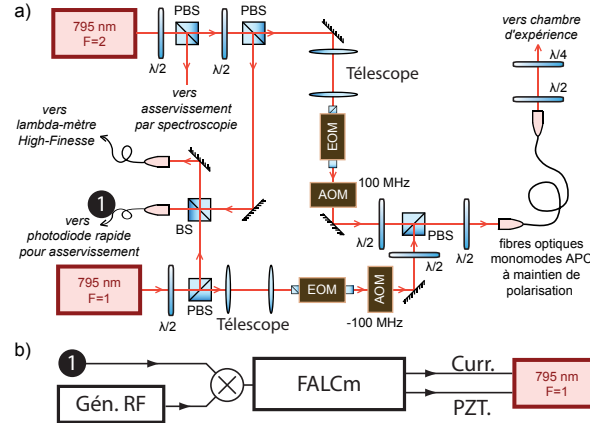 a)
795 nm
F=2
λ/2
PBS
λ/2
PBS
vers
asservissement
par spectroscopie
Télescope
EOM
AOM
100 MHz
vers chambre
d'expérience
λ/4
λ/2
vers
lambda-mètre
High-Finesse
1
vers
photodiode rapide
pour asservissement
BS
λ/2
PBS
λ/2
λ/2
fibres optiques
monomodes APC
à maintien de
polarisation
795 nm
F=1
λ/2
PBS
Télescope
EOM
AOM
-100 MHz
b)
1
Gén. RF
FALCm
Curr.
PZT.
795 nm
F=1